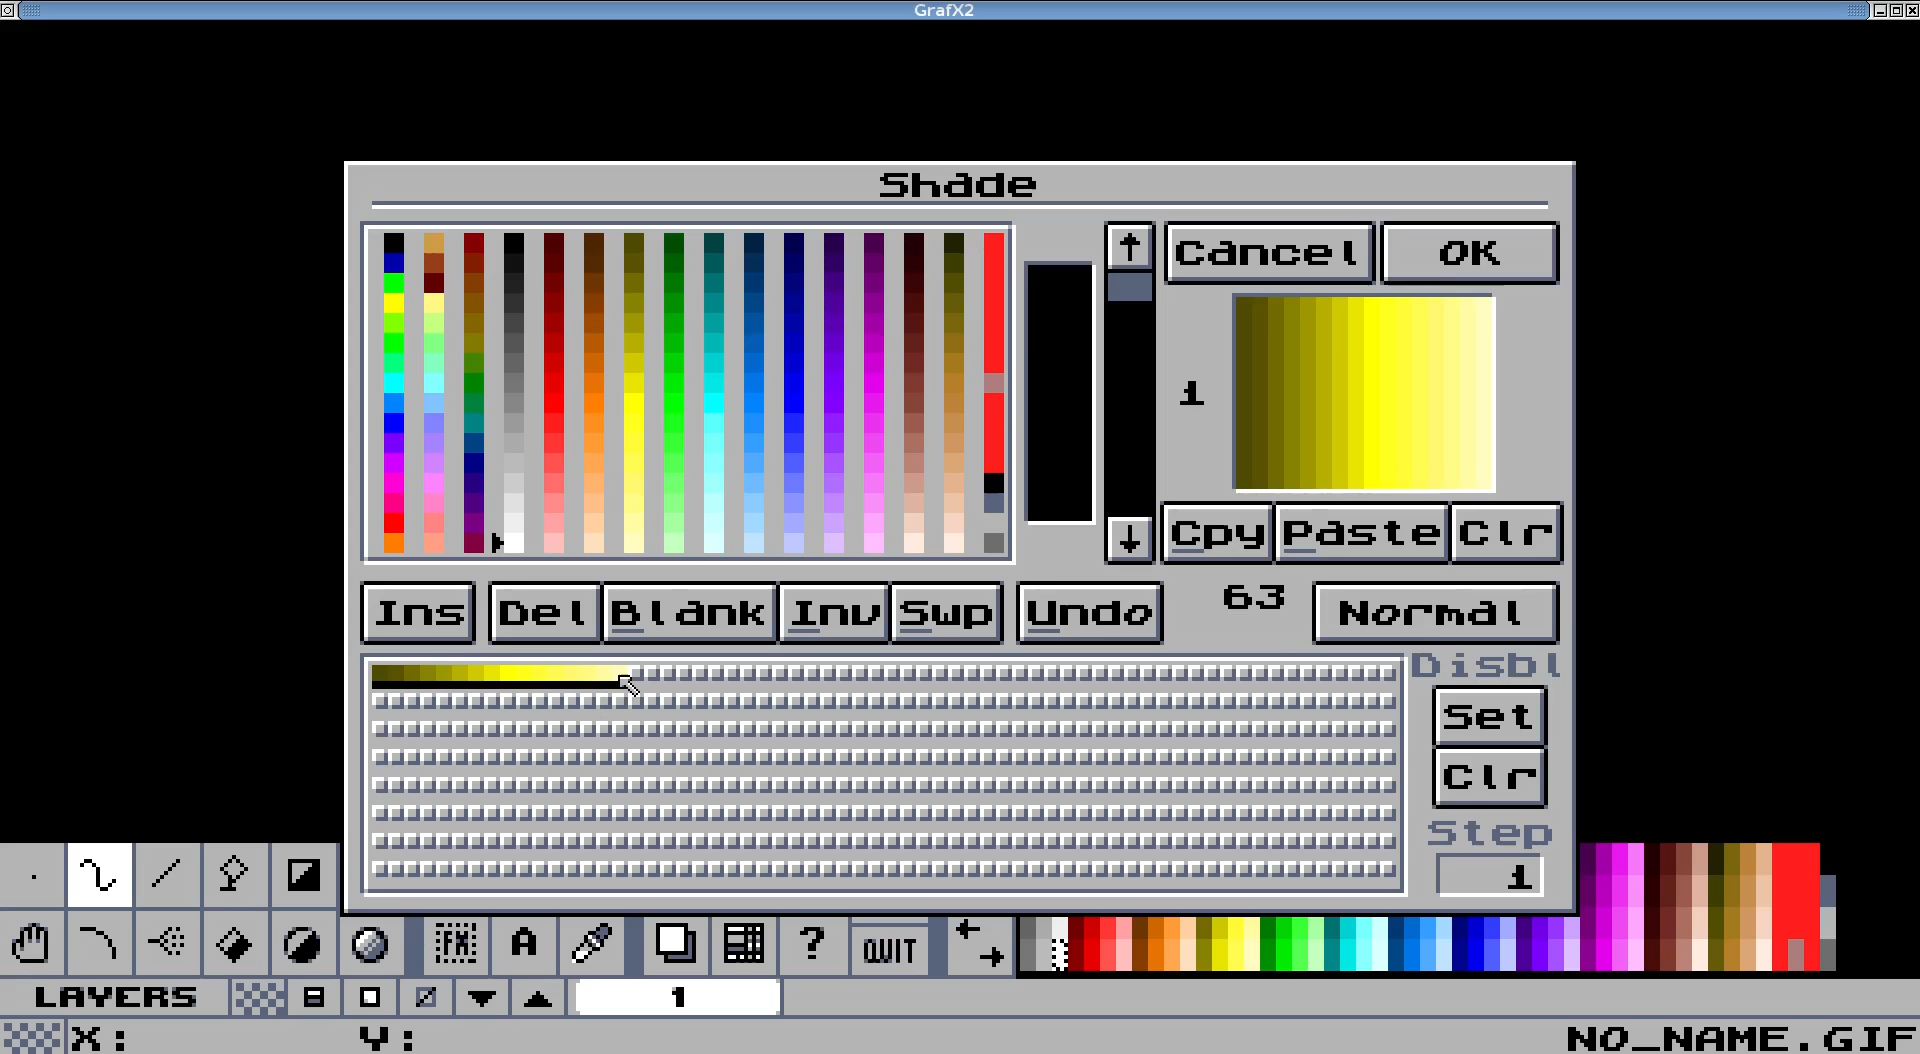 GrafX2
Shade
Cancel OK
1
Cpy Paste Clr
Ins Del Blank Inv Swp Undo 63 Normal
Disbl
Set
Clr
Step
1
FX A ? QUIT
LAYERS 1
X: Y: NO_NAME.GIF